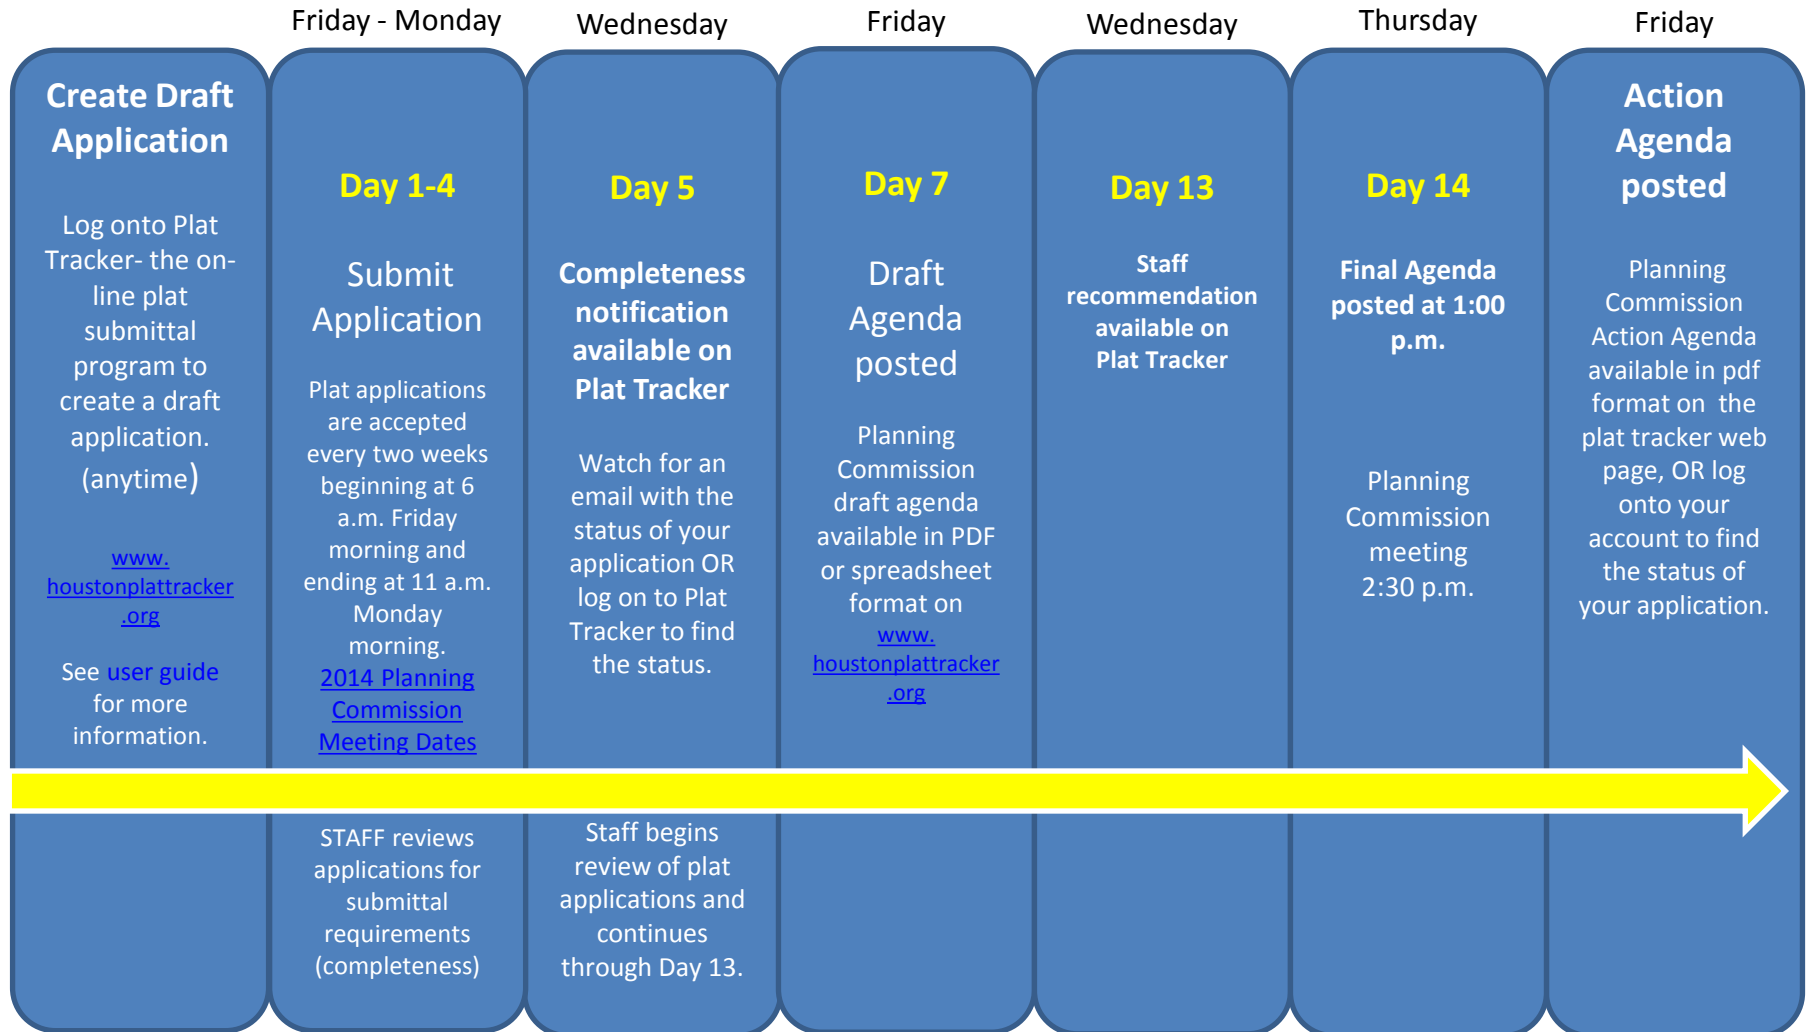 Friday - Monday
Wednesday
Friday
Wednesday
Thursday
Friday
Create Draft
Application
Log onto Plat
Tracker- the on-
line plat
submittal
program to
create a draft
application.
(anytime)
www.
houstonplattracker
.org
See user guide
for more
information.
Day 1-4
Submit
Application
Plat applications
are accepted
every two weeks
beginning at 6
a.m. Friday
morning and
ending at 11 a.m.
Monday
morning.
2014 Planning
Commission
Meeting Dates
STAFF reviews
applications for
submittal
requirements
(completeness)
Day 5
Completeness
notification
available on
Plat Tracker
Watch for an
email with the
status of your
application OR
log on to Plat
Tracker to find
the status.
Staff begins
review of plat
applications and
continues
through Day 13.
Day 7
Draft
Agenda
posted
Planning
Commission
draft agenda
available in PDF
or spreadsheet
format on
www.
houstonplattracker
.org
Day 13
Staff
recommendation
available on
Plat Tracker
Day 14
Final Agenda
posted at 1:00
p.m.
Planning
Commission
meeting
2:30 p.m.
Action
Agenda
posted
Planning
Commission
Action Agenda
available in pdf
format on the
plat tracker web
page, OR log
onto your
account to find
the status of
your application.